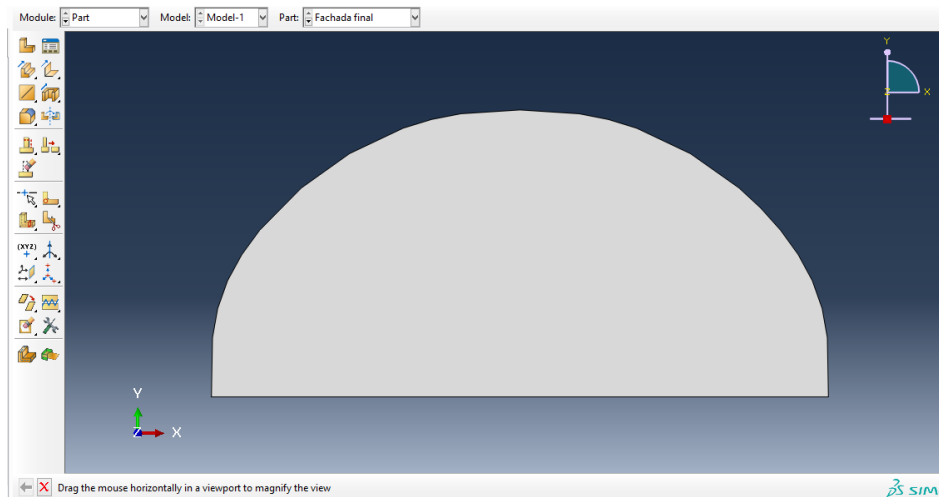 Module: Part Model: Model-1 Part: Fachada final
Y
X
Z
(XYZ)
Y
X
Z
Drag the mouse horizontally in a viewport to magnify the view
SIM